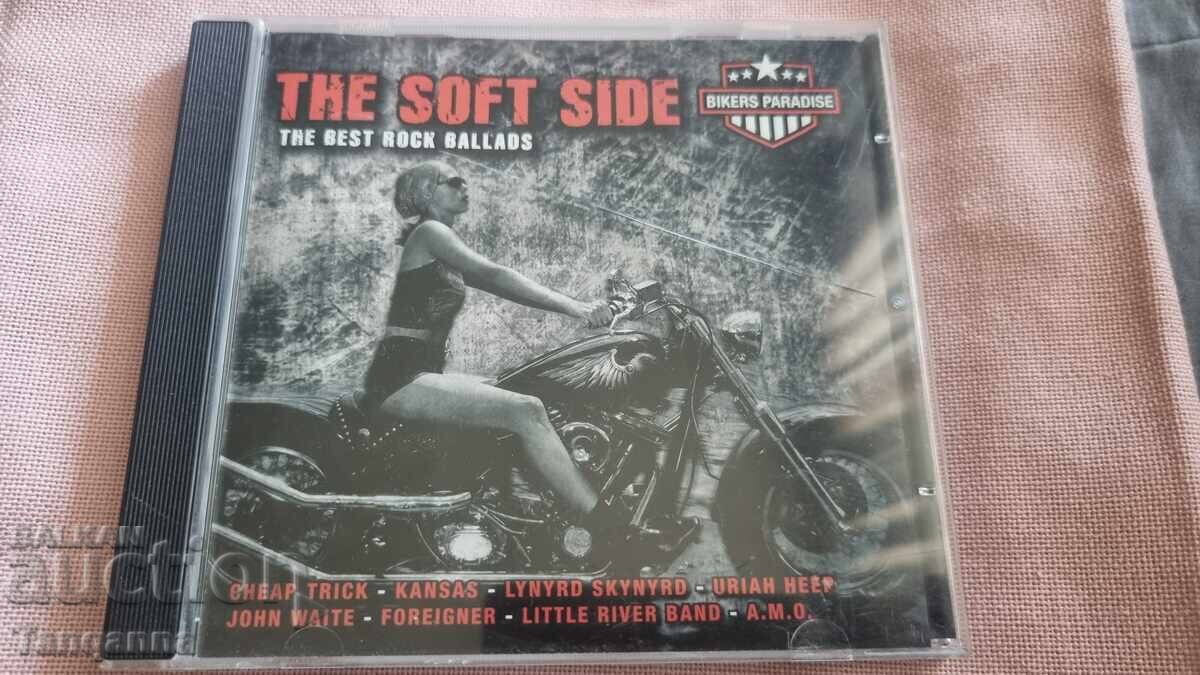 THE SOFT SIDE
THE BEST ROCK BALLADS
BIKERS PARADISE
CHEAP TRICK - KANSAS - LYNYRD SKYNYRD - URIAH HEEP
JOHN WAITE - FOREIGNER - LITTLE RIVER BAND - A.M.O.
BALKAN
auction
Tanganna